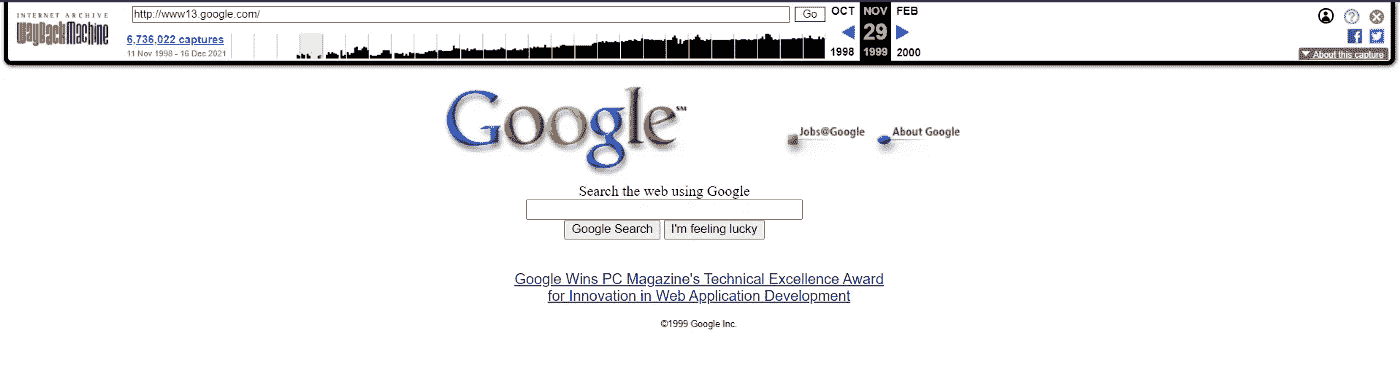 INTERNET ARCHIVE
WayBackMachine
http://www13.google.com/
Go
6,736,022 captures
11 Nov 1998 - 16 Dec 2021
OCT NOV FEB
29
1998 1999 2000
About this capture
Google SM
Jobs@Google
About Google
Search the web using Google
Google Search I'm feeling lucky
Google Wins PC Magazine's Technical Excellence Award
for Innovation in Web Application Development
©1999 Google Inc.